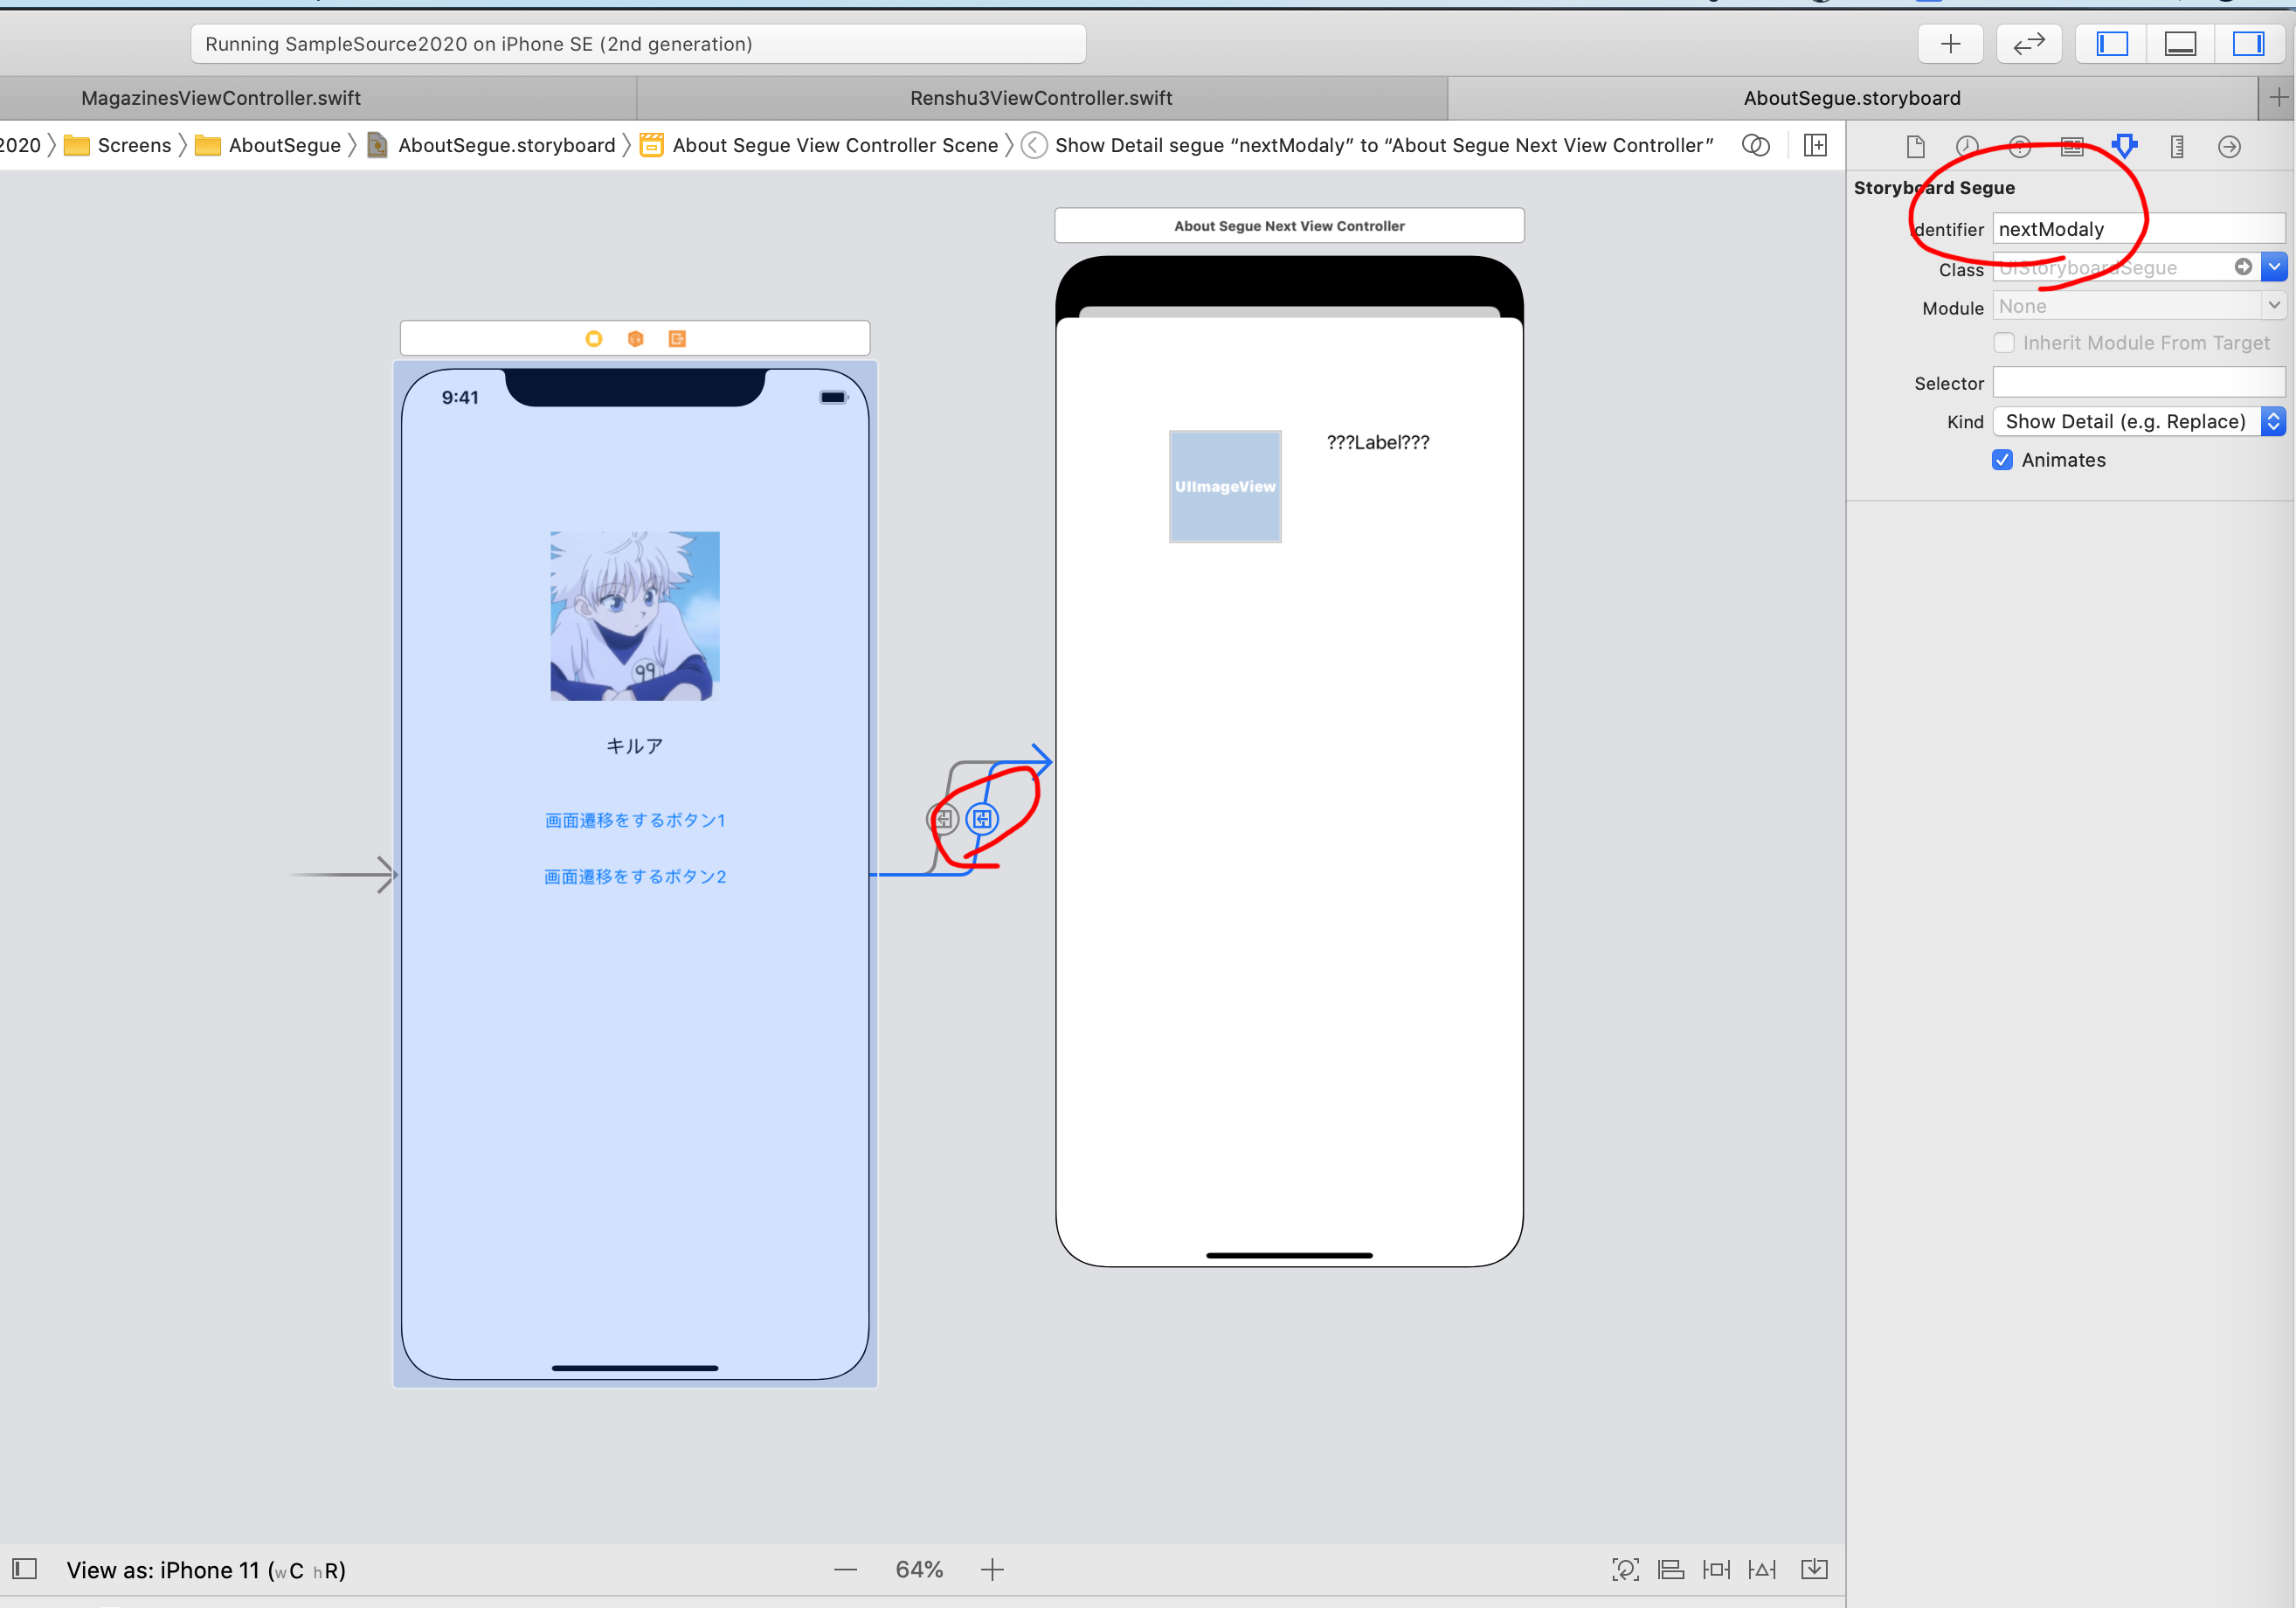 Running SampleSource2020 on iPhone SE (2nd generation)
MagazinesViewController.swift
Renshu3ViewController.swift
AboutSegue.storyboard
2020 Screens AboutSegue AboutSegue.storyboard About Segue View Controller Scene Show Detail segue “nextModaly” to “About Segue Next View Controller”
About Segue Next View Controller
9:41
99
キルア
画面遷移をするボタン1
画面遷移をするボタン2
UIImageView
???Label???
Storyboard Segue
Identifier nextModaly
Class UIStoryboardSegue
Module None
Inherit Module From Target
Selector
Kind Show Detail (e.g. Replace)
Animates
View as: iPhone 11 (wC hR)
64%